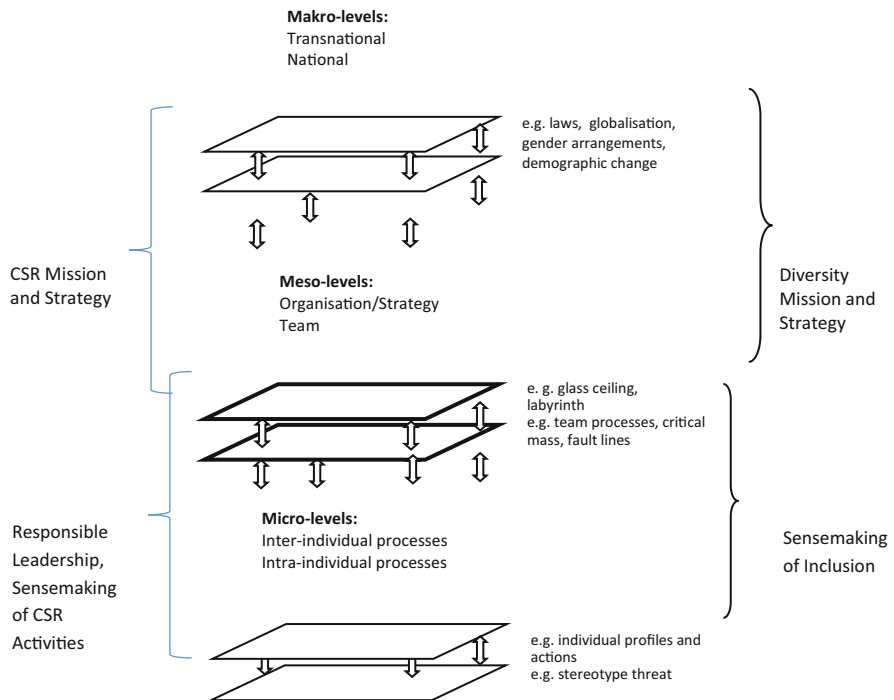 Makro-levels:
Transnational
National
e.g. laws, globalisation,
gender arrangements,
demographic change
CSR Mission
and Strategy
Meso-levels:
Organisation/Strategy
Team
Diversity
Mission and
Strategy
e. g. glass ceiling,
labyrinth
e.g. team processes, critical
mass, fault lines
Micro-levels:
Inter-individual processes
Intra-individual processes
Responsible
Leadership,
Sensemaking
of CSR
Activities
Sensemaking
of Inclusion
e.g. individual profiles and
actions
e.g. stereotype threat